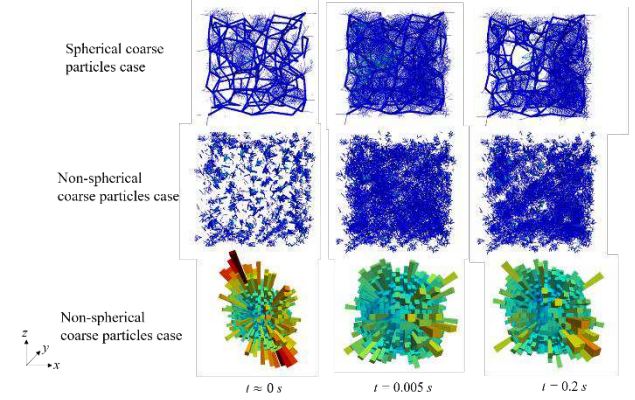 Spherical coarse
particles case
Non-spherical
coarse particles case
Non-spherical
coarse particles case
z
y
x
t ≈ 0 s
t = 0.005 s
t = 0.2 s